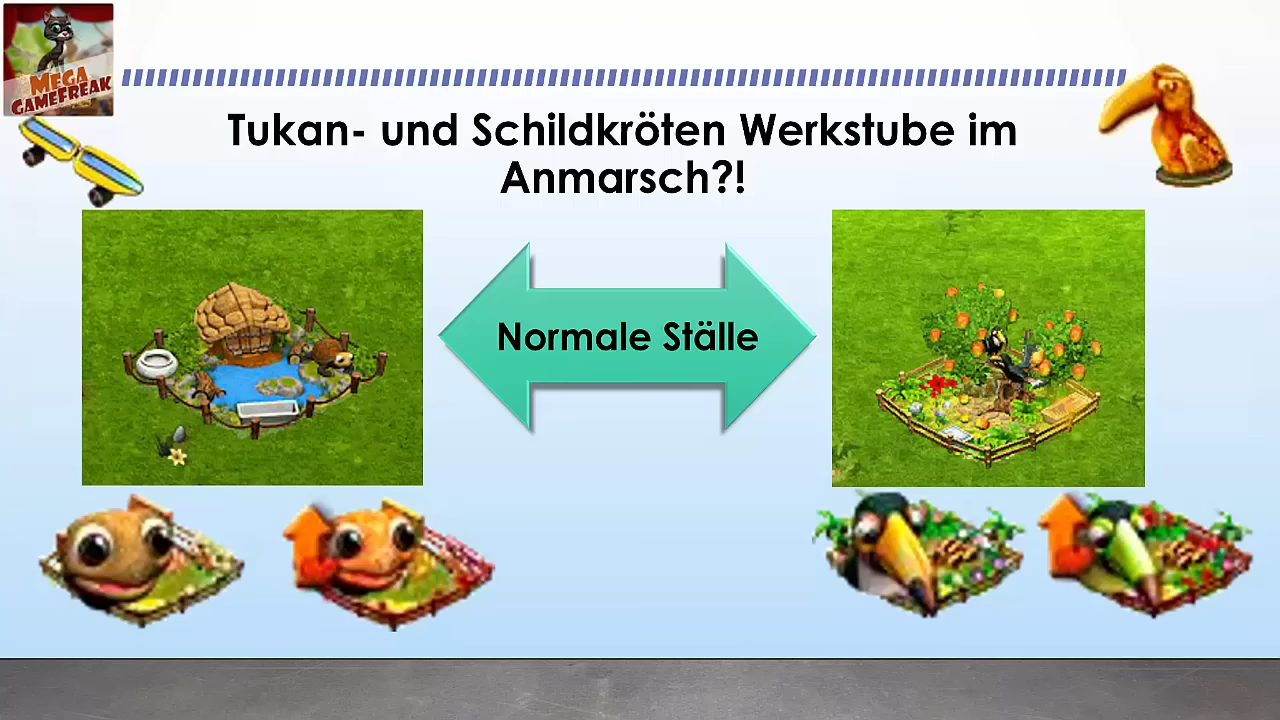 MEGA
GAMEFREAK
Tukan- und Schildkröten Werkstube im
Anmarsch?!
Normale Ställe